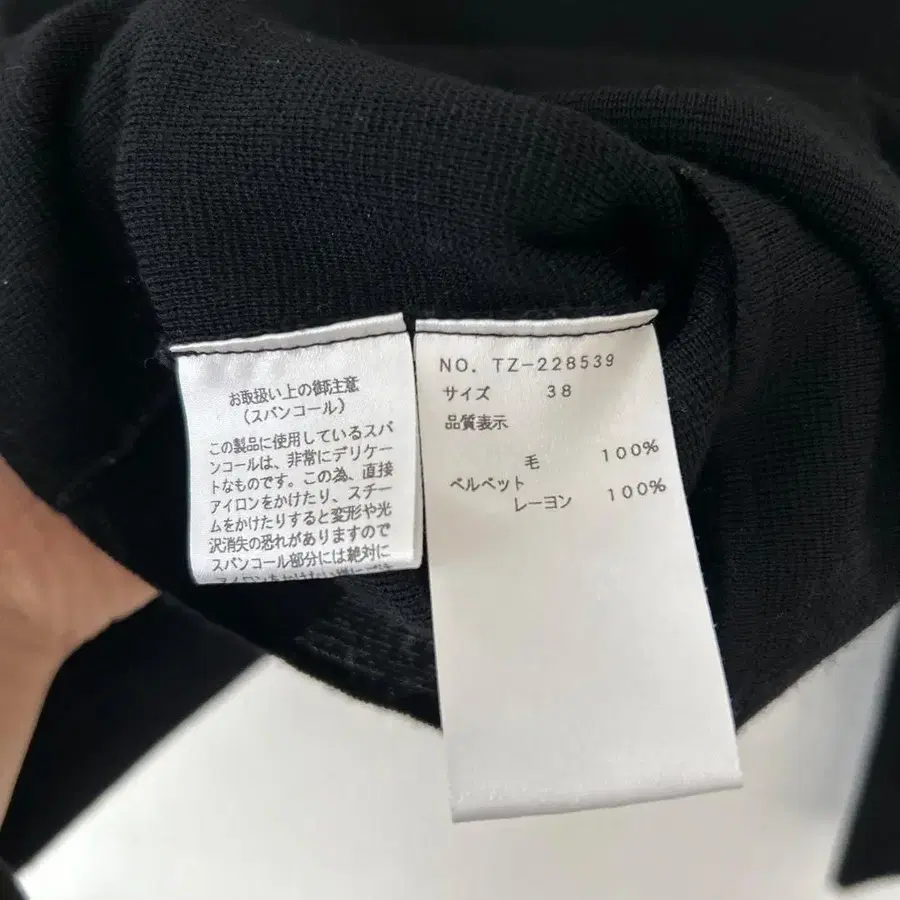 お取扱い上の御注意
(スパンコール)
この製品に使用しているスパ
ンコールは、非常にデリケー
トなものです。この為、直接
アイロンをかけたり、スチー
ムをかけたりすると変形や光
沢消失の恐れがありますので
スパンコール部分には絶対に
NO. TZ-228539
サイズ 38
品質表示
毛 100%
ベルベット
レーヨン 100%